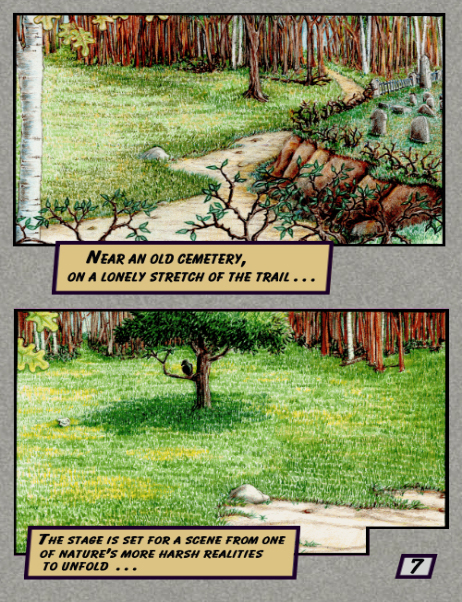 NEAR AN OLD CEMETERY,
ON A LONELY STRETCH OF THE TRAIL . . .
THE STAGE IS SET FOR A SCENE FROM ONE
OF NATURE'S MORE HARSH REALITIES
TO UNFOLD . . .
7